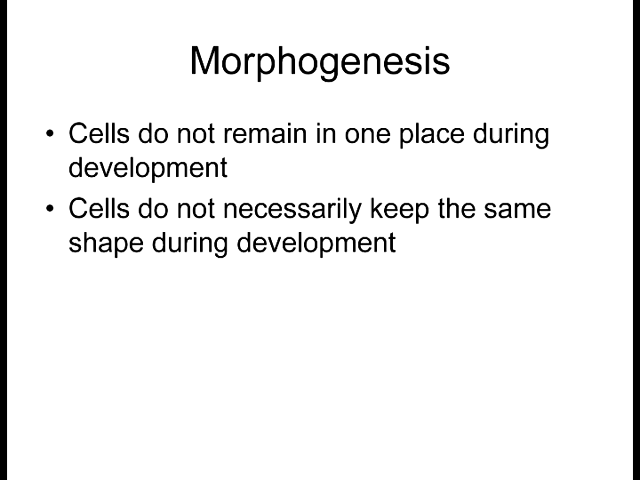 Morphogenesis
• Cells do not remain in one place during
development
• Cells do not necessarily keep the same
shape during development